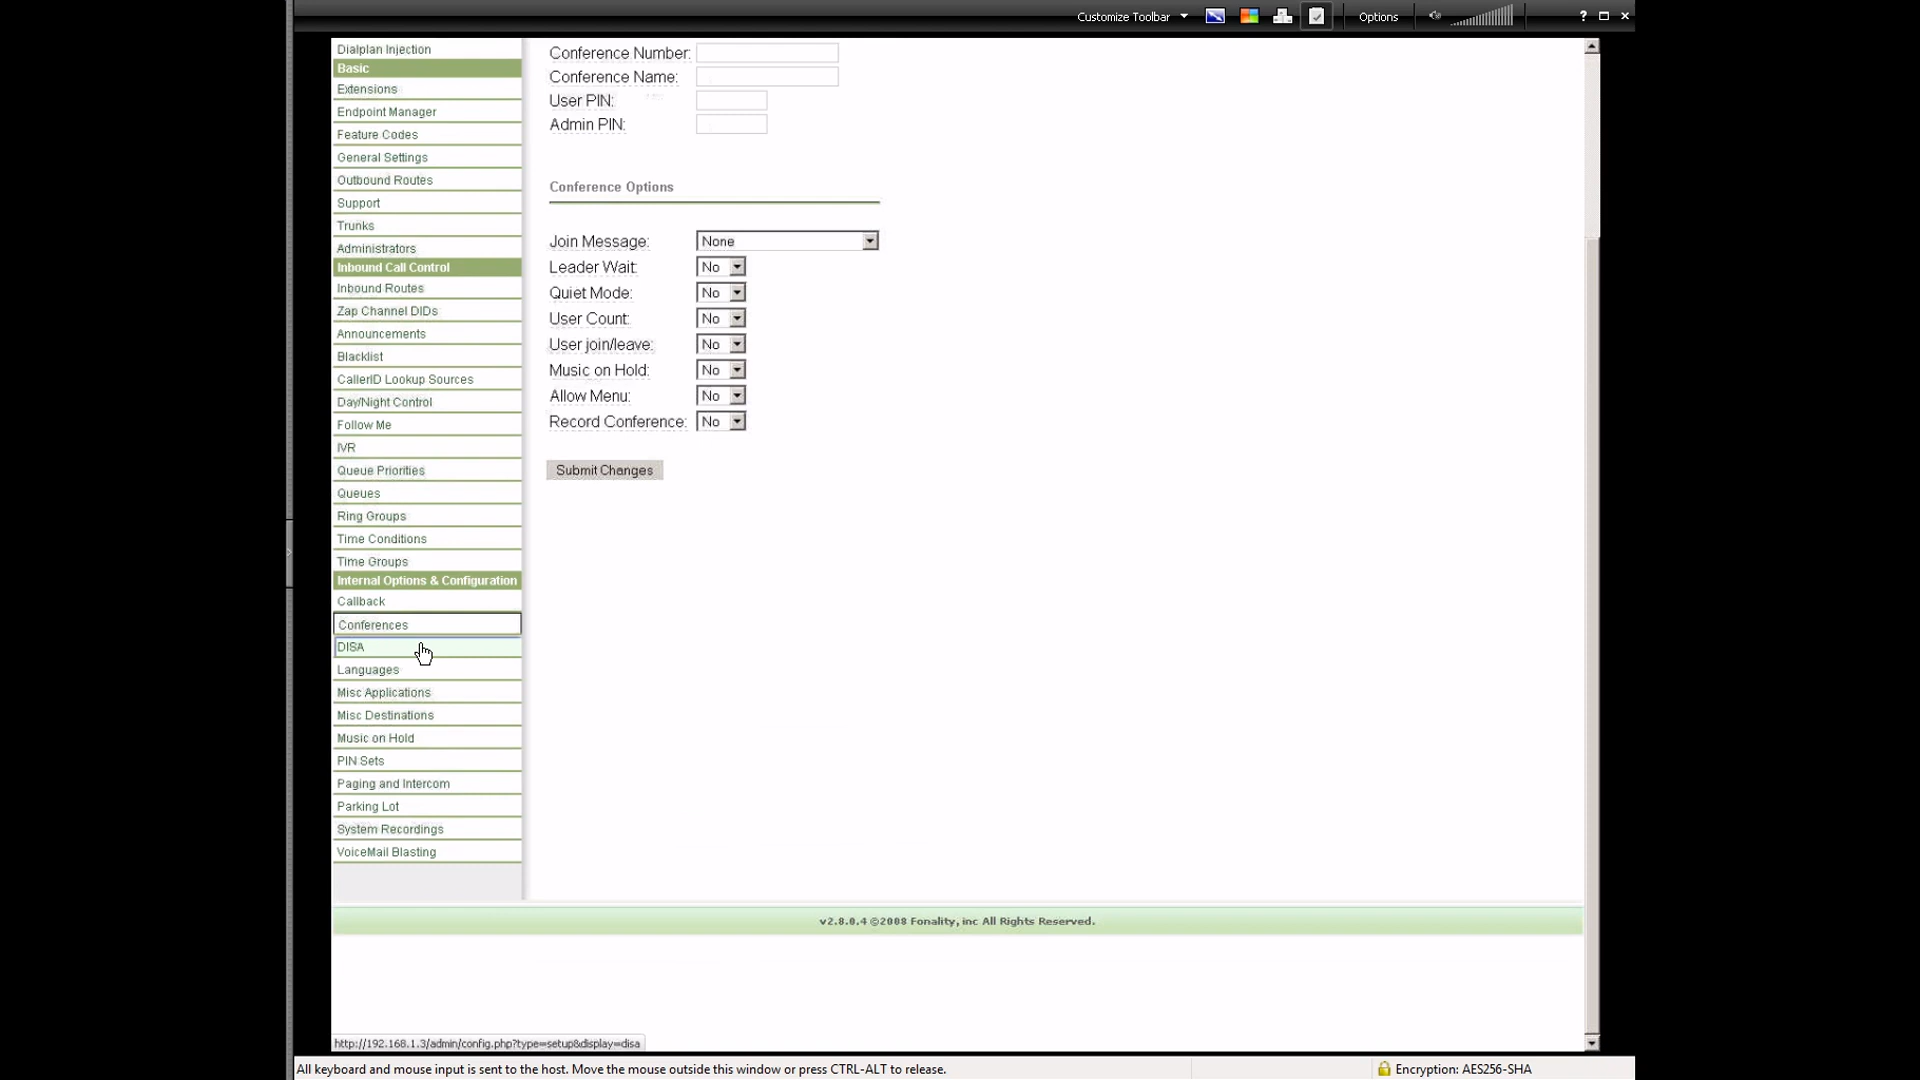 Customize Toolbar
Options
?
Dialplan Injection
Basic
Extensions
Endpoint Manager
Feature Codes
General Settings
Outbound Routes
Support
Trunks
Administrators
Inbound Call Control
Inbound Routes
Zap Channel DIDs
Announcements
Blacklist
CallerID Lookup Sources
Day/Night Control
Follow Me
IVR
Queue Priorities
Queues
Ring Groups
Time Conditions
Time Groups
Internal Options & Configuration
Callback
Conferences
DISA
Languages
Misc Applications
Misc Destinations
Music on Hold
PIN Sets
Paging and Intercom
Parking Lot
System Recordings
VoiceMail Blasting
Conference Number:
Conference Name:
User PIN:
Admin PIN:
Conference Options
Join Message: None
Leader Wait: No
Quiet Mode: No
User Count: No
User join/leave: No
Music on Hold: No
Allow Menu: No
Record Conference: No
Submit Changes
v2.8.0.4 ©2008 Fonality, inc All Rights Reserved.
http://192.168.1.3/admin/config.php?type=setup&display=disa
All keyboard and mouse input is sent to the host. Move the mouse outside this window or press CTRL-ALT to release.
Encryption: AES256-SHA